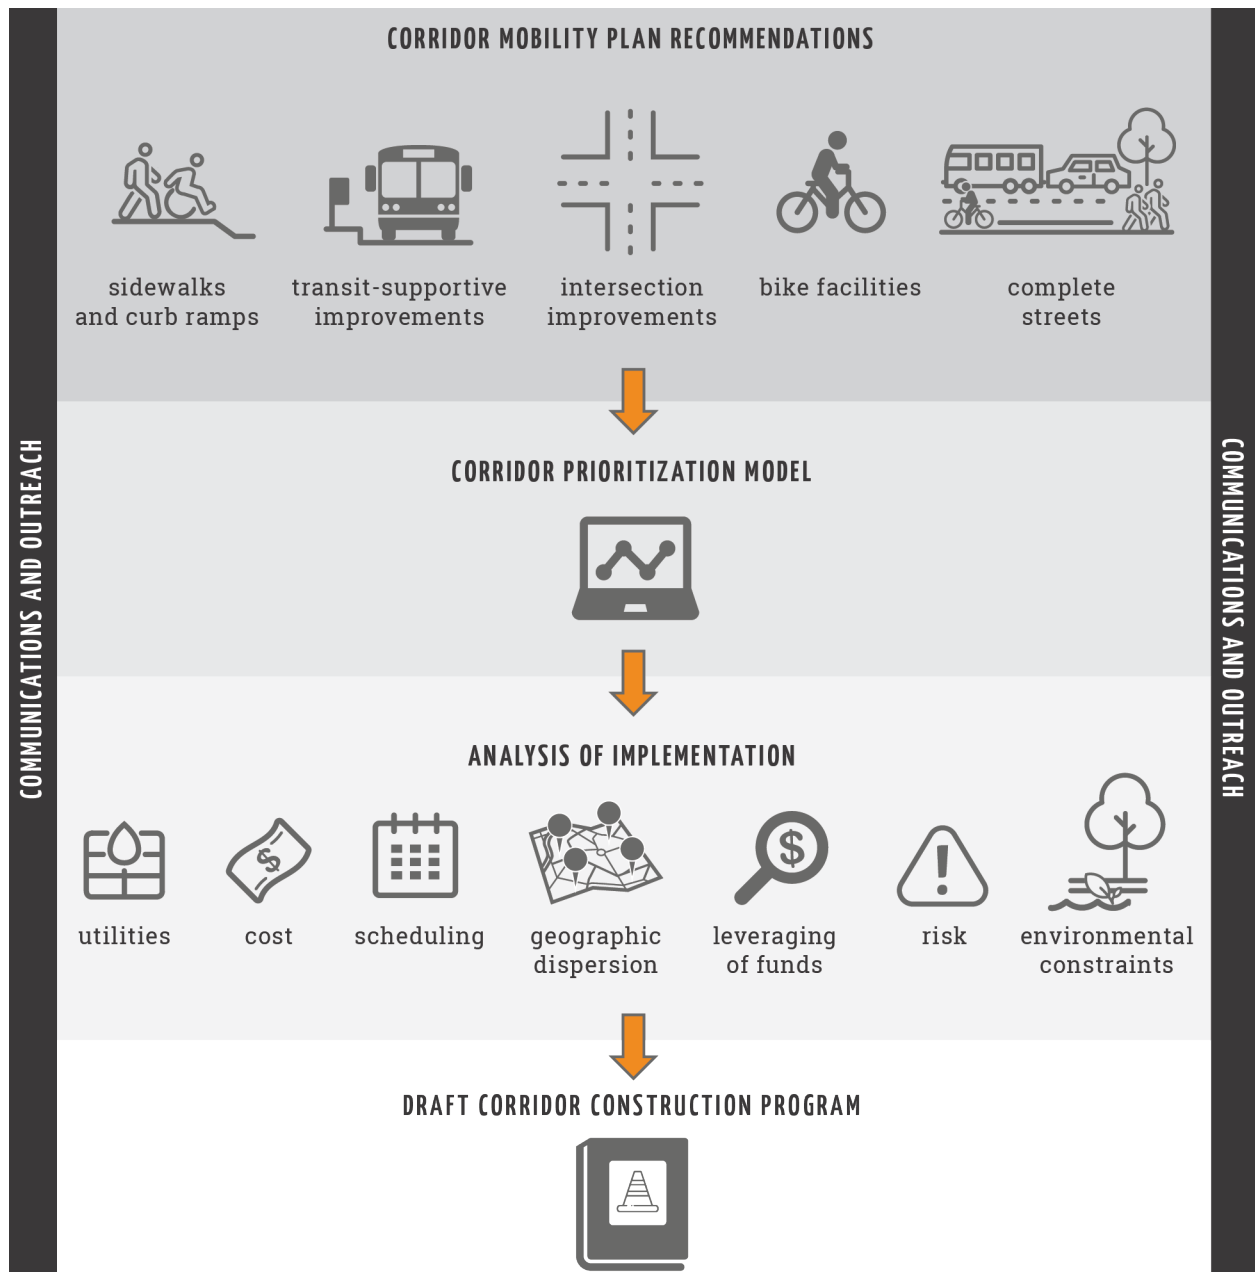 CORRIDOR MOBILITY PLAN RECOMMENDATIONS
sidewalks
and curb ramps
transit-supportive
improvements
intersection
improvements
bike facilities
complete
streets
COMMUNICATIONS AND OUTREACH
COMMUNICATIONS AND OUTREACH
CORRIDOR PRIORITIZATION MODEL
ANALYSIS OF IMPLEMENTATION
$
$
!
utilities
cost
scheduling
geographic
dispersion
leveraging
of funds
risk
environmental
constraints
DRAFT CORRIDOR CONSTRUCTION PROGRAM